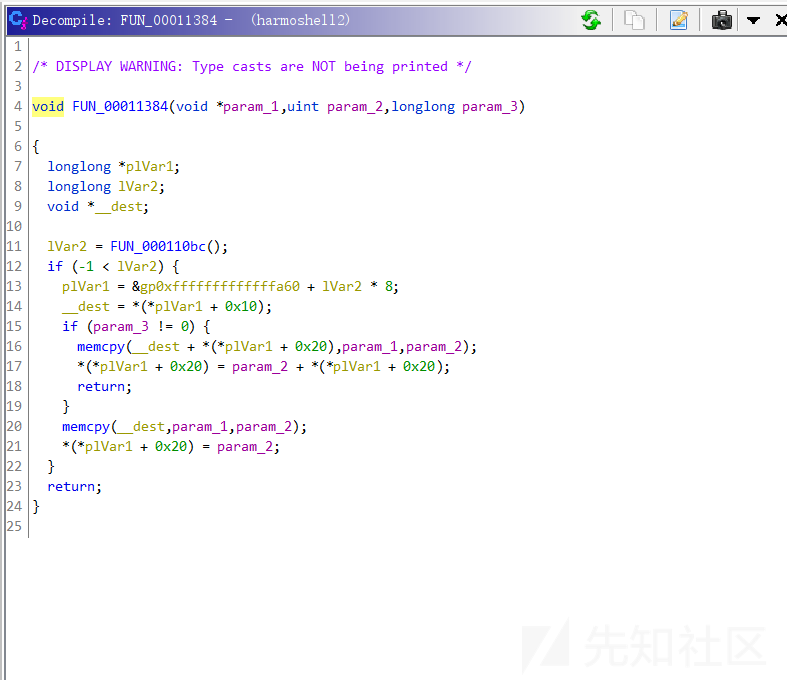 Decompile: FUN_00011384 - (harmoshell2)
1
2 /* DISPLAY WARNING: Type casts are NOT being printed */
3
4 void FUN_00011384(void *param_1,uint param_2,longlong param_3)
5
6 {
7 longlong *plVar1;
8 longlong lVar2;
9 void *__dest;
10
11 lVar2 = FUN_000110bc();
12 if (-1 < lVar2) {
13 plVar1 = &gp0xfffffffffffffa60 + lVar2 * 8;
14 __dest = *(*plVar1 + 0x10);
15 if (param_3 != 0) {
16 memcpy(__dest + *(*plVar1 + 0x20),param_1,param_2);
17 *(*plVar1 + 0x20) = param_2 + *(*plVar1 + 0x20);
18 return;
19 }
20 memcpy(__dest,param_1,param_2);
21 *(*plVar1 + 0x20) = param_2;
22 }
23 return;
24 }
25
先知社区